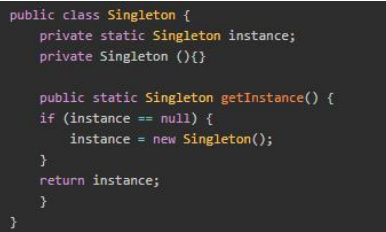 public class Singleton {
    private static Singleton instance;
    private Singleton (){}

    public static Singleton getInstance() {
    if (instance == null) {
        instance = new Singleton();
    }
    return instance;
    }
}